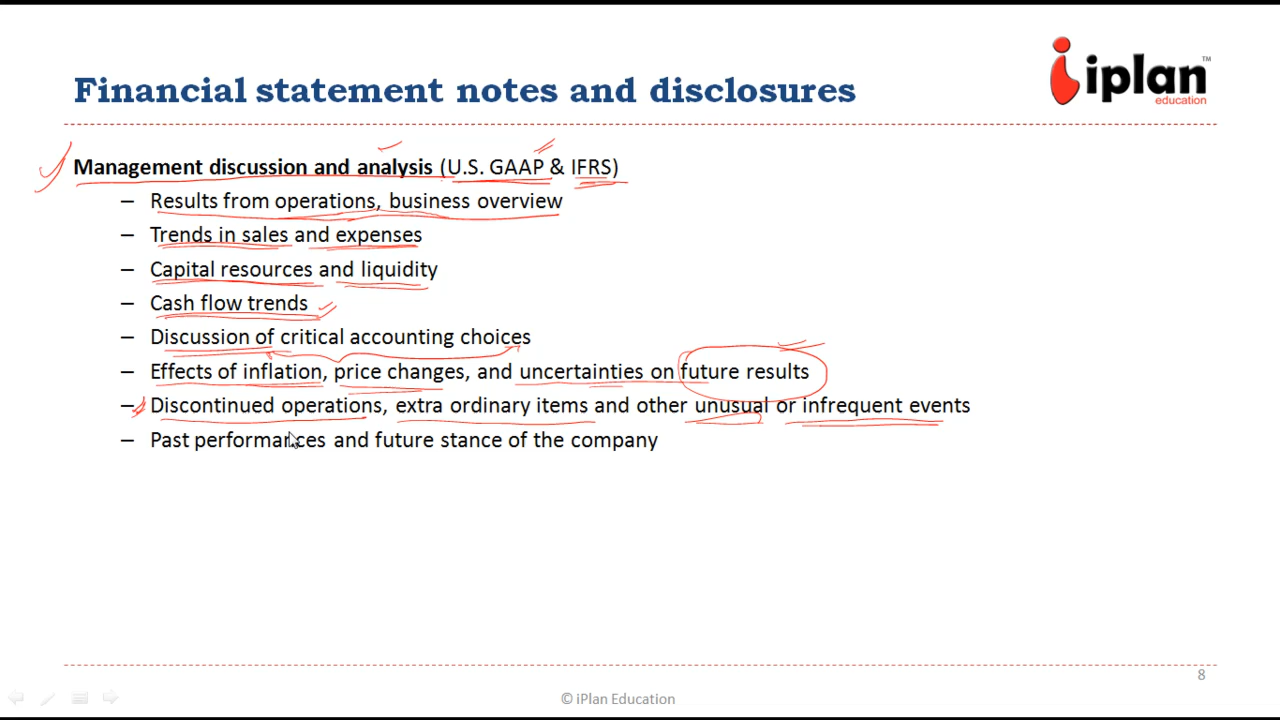 Financial statement notes and disclosures
iplan™
education
Management discussion and analysis (U.S. GAAP & IFRS)
– Results from operations, business overview
– Trends in sales and expenses
– Capital resources and liquidity
– Cash flow trends
– Discussion of critical accounting choices
– Effects of inflation, price changes, and uncertainties on future results
– Discontinued operations, extra ordinary items and other unusual or infrequent events
– Past performances and future stance of the company
8
© iPlan Education